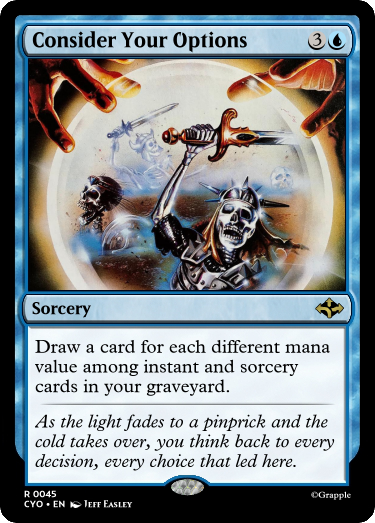 Consider Your Options 3
Sorcery
Draw a card for each different mana
value among instant and sorcery
cards in your graveyard.
As the light fades to a pinprick and the
cold takes over, you think back to every
decision, every choice that led here.
R 0045
CYO • EN Jeff Easley
©Grapple